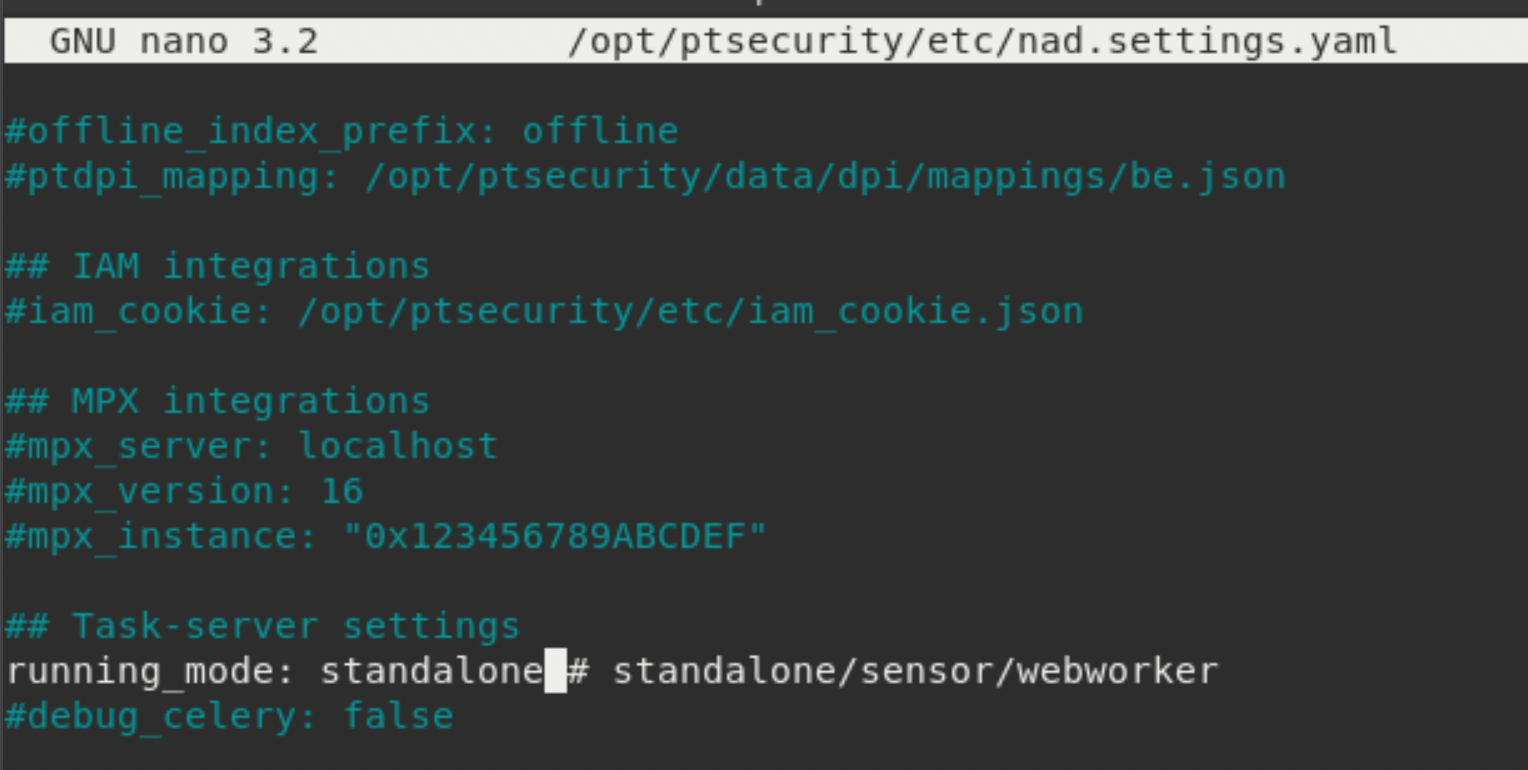 GNU nano 3.2 /opt/ptsecurity/etc/nad.settings.yaml
#offline_index_prefix: offline
#ptdpi_mapping: /opt/ptsecurity/data/dpi/mappings/be.json
## IAM integrations
#iam_cookie: /opt/ptsecurity/etc/iam_cookie.json
## MPX integrations
#mpx_server: localhost
#mpx_version: 16
#mpx_instance: "0x123456789ABCDEF"
## Task-server settings
running_mode: standalone # standalone/sensor/webworker
#debug_celery: false